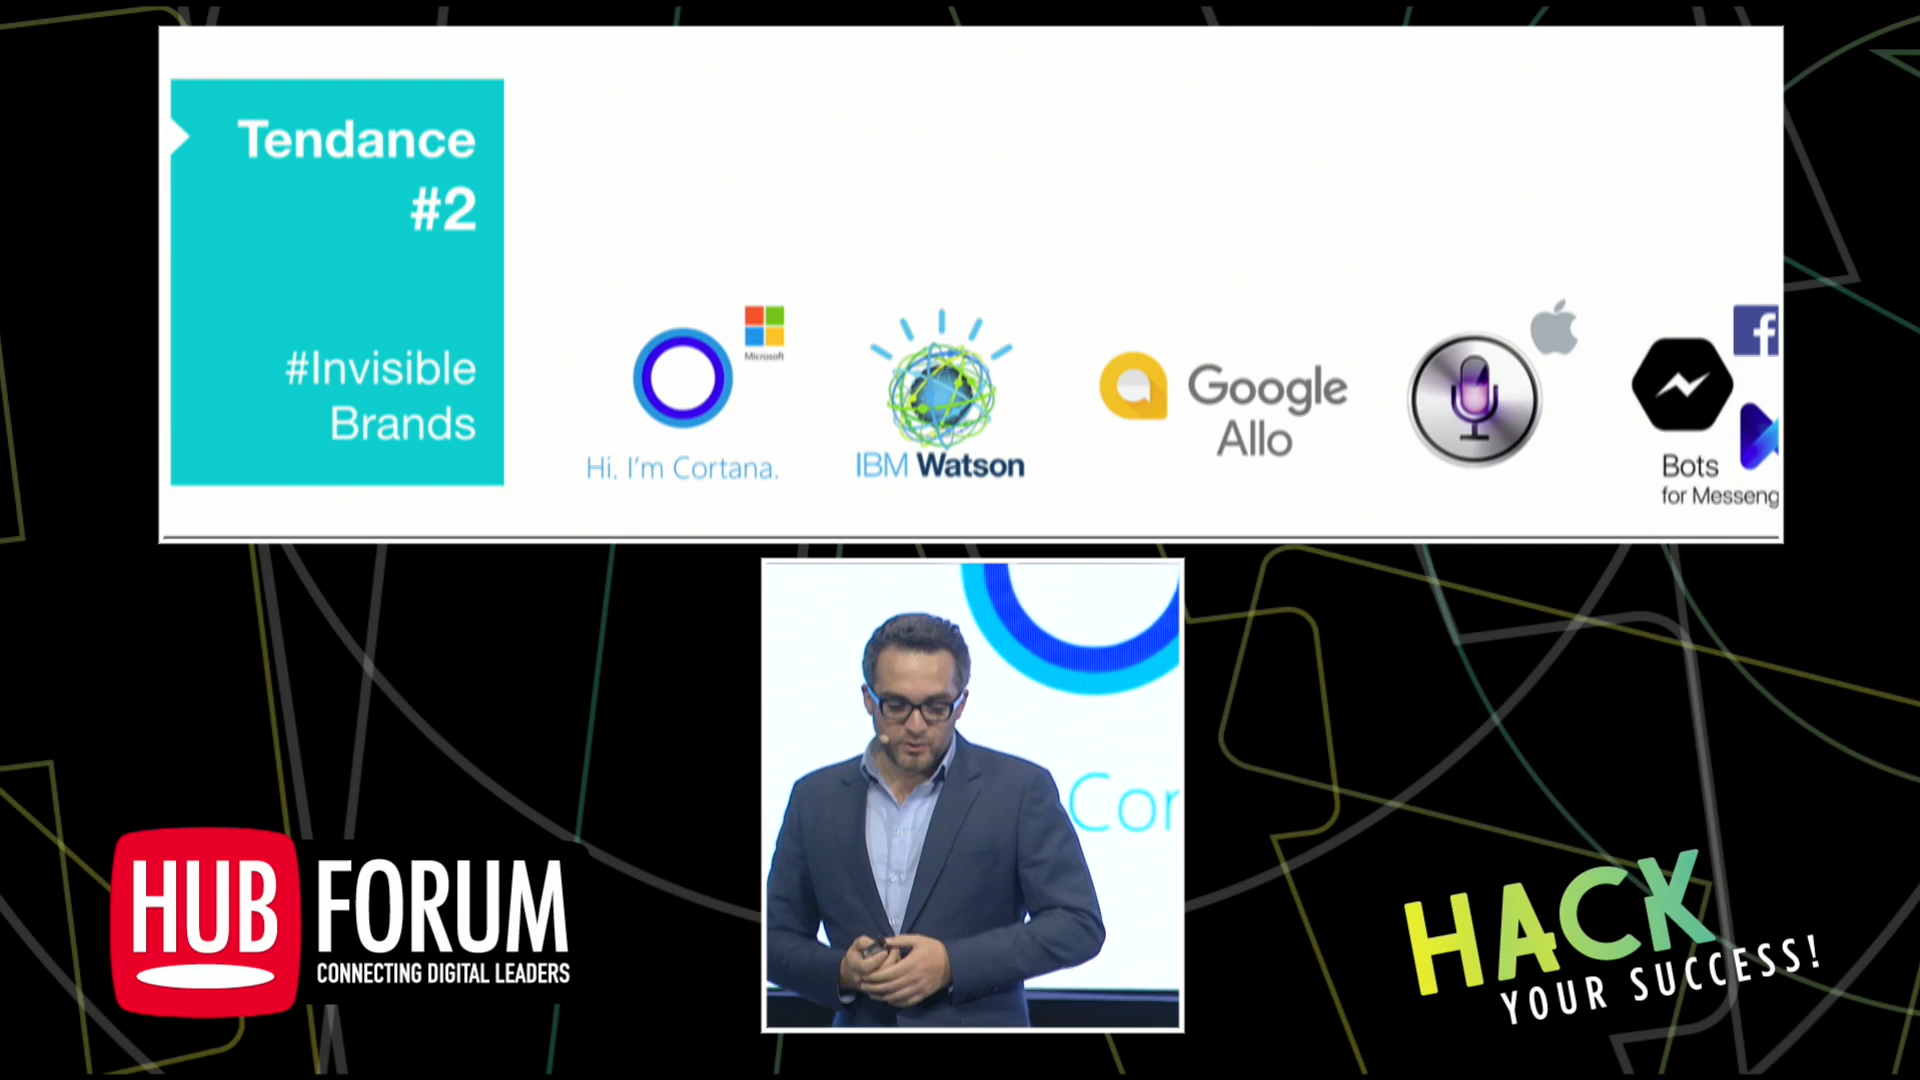 Tendance
#2
#Invisible
Brands
Microsoft
Hi. I'm Cortana.
IBM Watson
Google
Allo
Bots
for Messeng
Cor
HUB FORUM
CONNECTING DIGITAL LEADERS
HACK
YOUR SUCCESS!